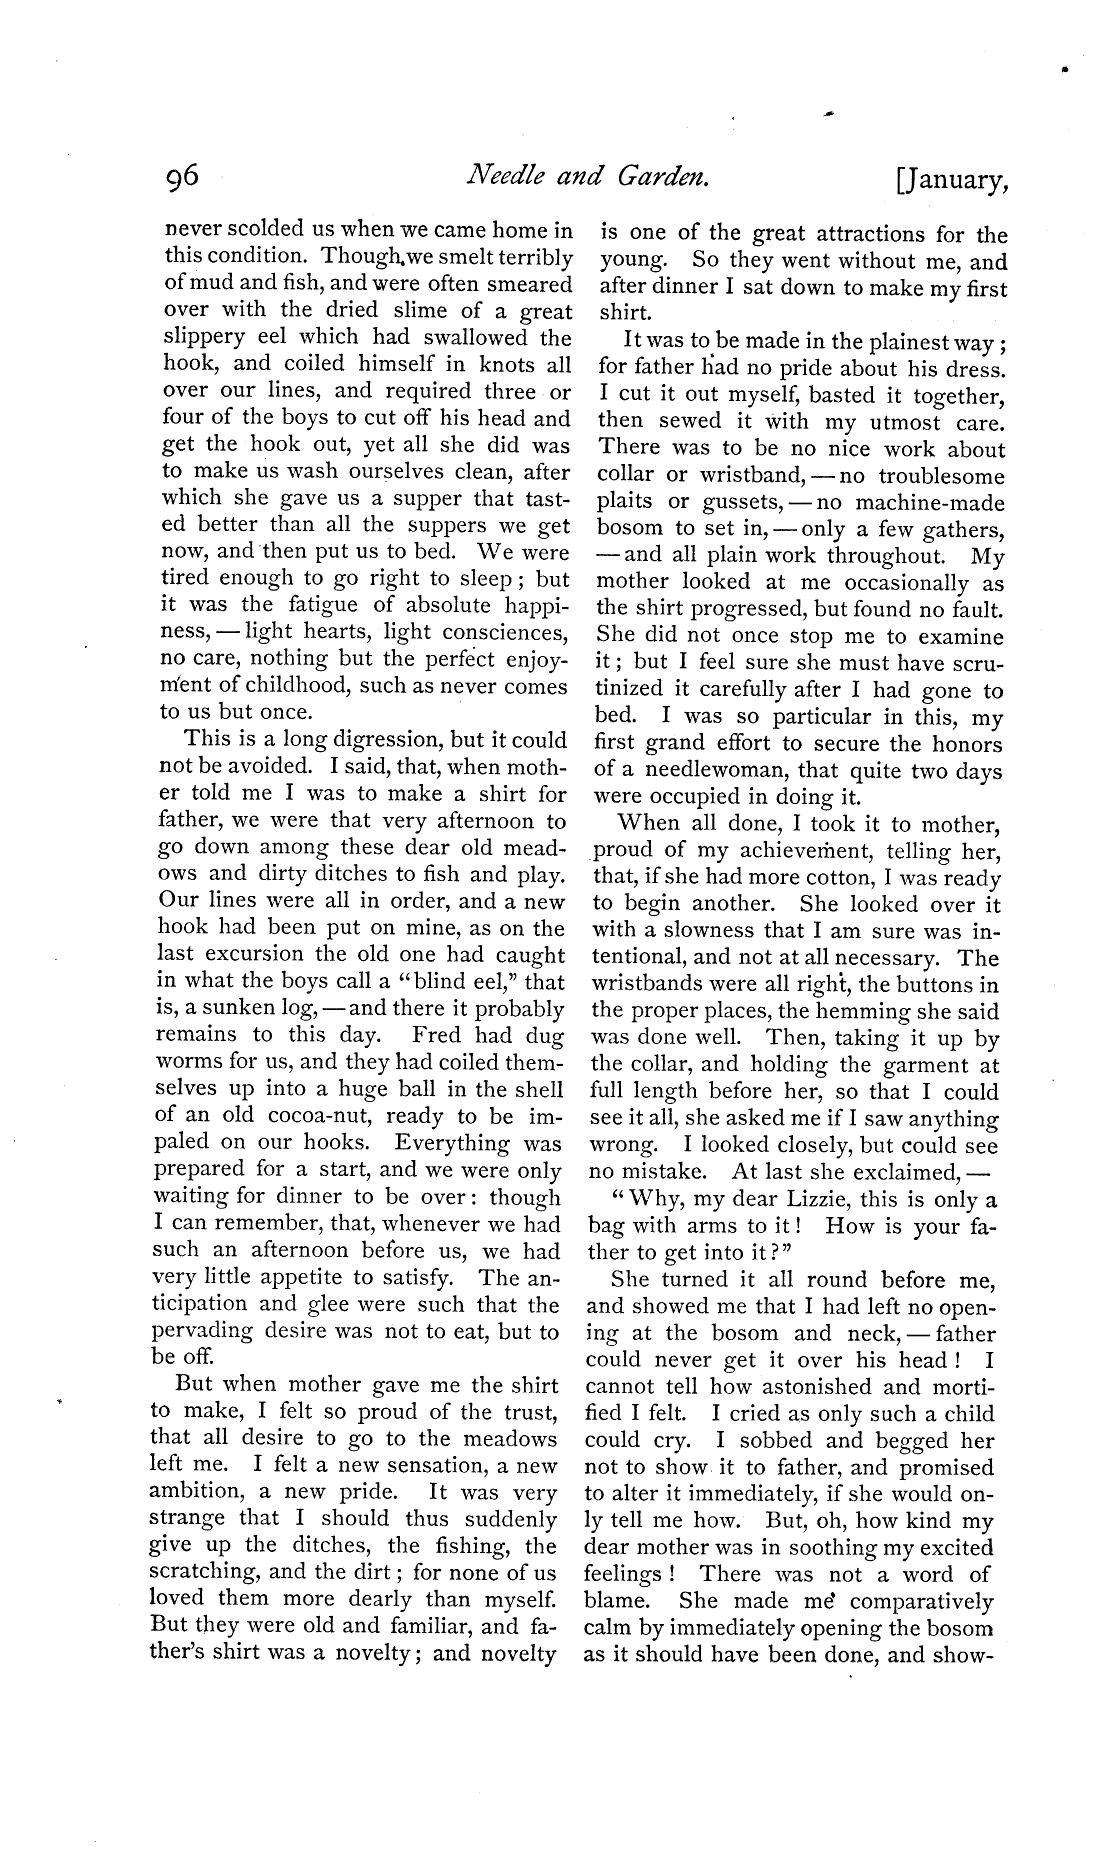 96 Needle and Garden. [January,
never scolded us when we came home in
this condition. Though we smelt terribly
of mud and fish, and were often smeared
over with the dried slime of a great
slippery eel which had swallowed the
hook, and coiled himself in knots all
over our lines, and required three or
four of the boys to cut off his head and
get the hook out, yet all she did was
to make us wash ourselves clean, after
which she gave us a supper that tast-
ed better than all the suppers we get
now, and then put us to bed. We were
tired enough to go right to sleep; but
it was the fatigue of absolute happi-
ness, — light hearts, light consciences,
no care, nothing but the perfect enjoy-
ment of childhood, such as never comes
to us but once.
This is a long digression, but it could
not be avoided. I said, that, when moth-
er told me I was to make a shirt for
father, we were that very afternoon to
go down among these dear old mead-
ows and dirty ditches to fish and play.
Our lines were all in order, and a new
hook had been put on mine, as on the
last excursion the old one had caught
in what the boys call a "blind eel," that
is, a sunken log, — and there it probably
remains to this day. Fred had dug
worms for us, and they had coiled them-
selves up into a huge ball in the shell
of an old cocoa-nut, ready to be im-
paled on our hooks. Everything was
prepared for a start, and we were only
waiting for dinner to be over: though
I can remember, that, whenever we had
such an afternoon before us, we had
very little appetite to satisfy. The an-
ticipation and glee were such that the
pervading desire was not to eat, but to
be off.
But when mother gave me the shirt
to make, I felt so proud of the trust,
that all desire to go to the meadows
left me. I felt a new sensation, a new
ambition, a new pride. It was very
strange that I should thus suddenly
give up the ditches, the fishing, the
scratching, and the dirt; for none of us
loved them more dearly than myself.
But they were old and familiar, and fa-
ther's shirt was a novelty; and novelty
is one of the great attractions for the
young. So they went without me, and
after dinner I sat down to make my first
shirt.
It was to be made in the plainest way;
for father had no pride about his dress.
I cut it out myself, basted it together,
then sewed it with my utmost care.
There was to be no nice work about
collar or wristband, — no troublesome
plaits or gussets, — no machine-made
bosom to set in, — only a few gathers,
— and all plain work throughout. My
mother looked at me occasionally as
the shirt progressed, but found no fault.
She did not once stop me to examine
it; but I feel sure she must have scru-
tinized it carefully after I had gone to
bed. I was so particular in this, my
first grand effort to secure the honors
of a needlewoman, that quite two days
were occupied in doing it.
When all done, I took it to mother,
proud of my achievement, telling her,
that, if she had more cotton, I was ready
to begin another. She looked over it
with a slowness that I am sure was in-
tentional, and not at all necessary. The
wristbands were all right, the buttons in
the proper places, the hemming she said
was done well. Then, taking it up by
the collar, and holding the garment at
full length before her, so that I could
see it all, she asked me if I saw anything
wrong. I looked closely, but could see
no mistake. At last she exclaimed, —
"Why, my dear Lizzie, this is only a
bag with arms to it! How is your fa-
ther to get into it?"
She turned it all round before me,
and showed me that I had left no open-
ing at the bosom and neck, — father
could never get it over his head! I
cannot tell how astonished and morti-
fied I felt. I cried as only such a child
could cry. I sobbed and begged her
not to show it to father, and promised
to alter it immediately, if she would on-
ly tell me how. But, oh, how kind my
dear mother was in soothing my excited
feelings! There was not a word of
blame. She made me comparatively
calm by immediately opening the bosom
as it should have been done, and show-